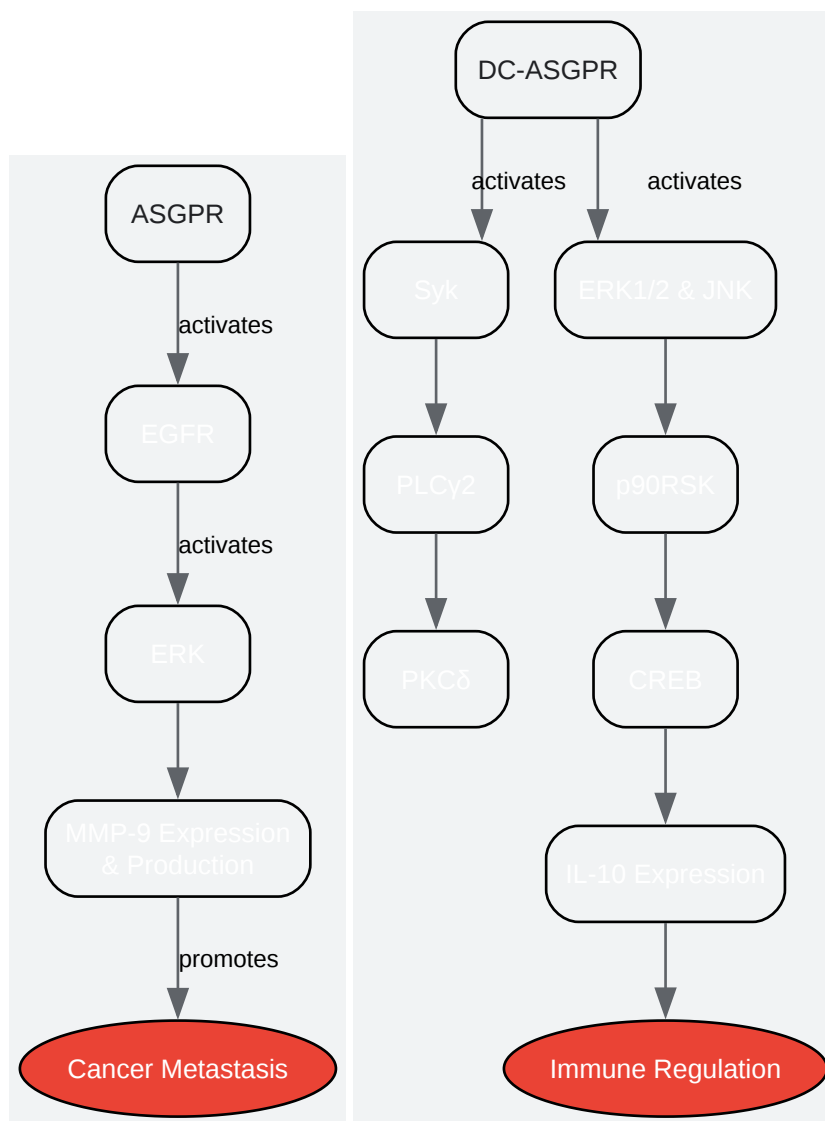 ASGPR
activates
EGFR
activates
ERK
MMP-9 Expression
& Production
promotes
Cancer Metastasis
DC-ASGPR
activates
activates
Syk
ERK1/2 & JNK
PLCγ2
p90RSK
PKCδ
CREB
IL-10 Expression
Immune Regulation